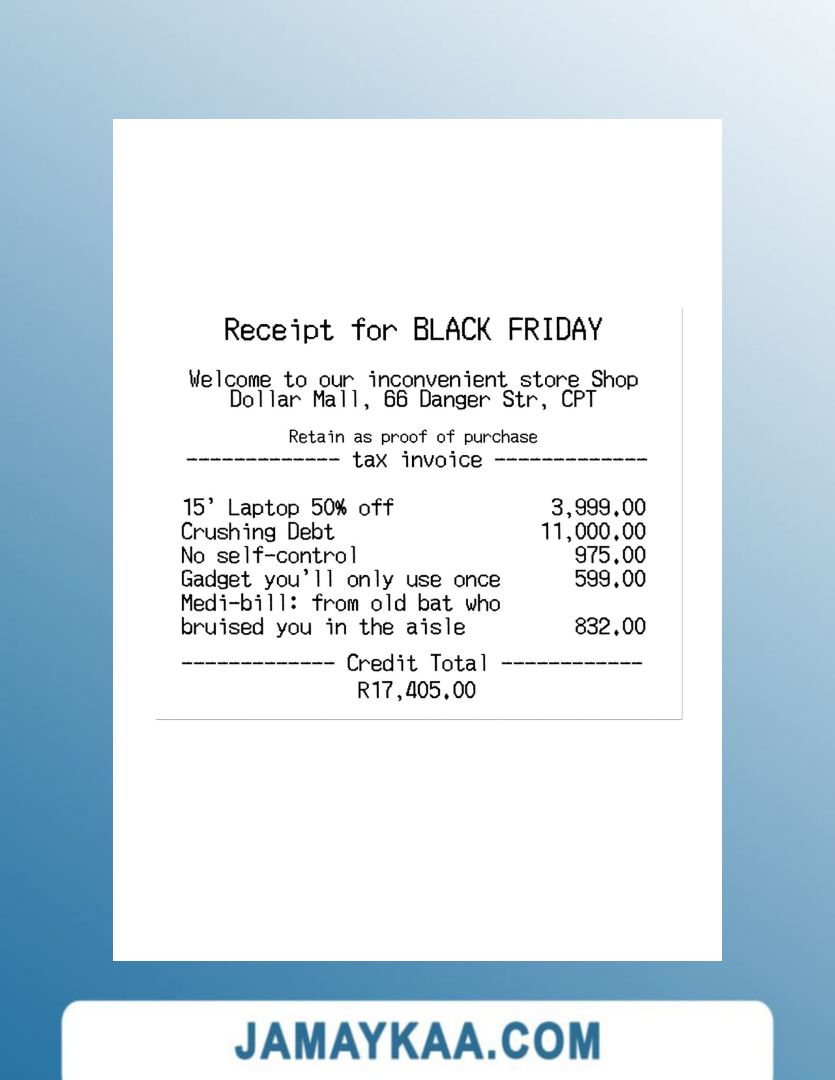 Receipt for BLACK FRIDAY
Welcome to our inconvenient store Shop
Dollar Mall, 66 Danger Str, CPT
Retain as proof of purchase
------------- tax invoice -------------
15' Laptop 50% off 3,999.00
Crushing Debt 11,000.00
No self-control 975.00
Gadget you'll only use once 599.00
Medi-bill: from old bat who
bruised you in the aisle 832.00
------------- Credit Total ------------
R17,405.00
JAMAYKAA.COM